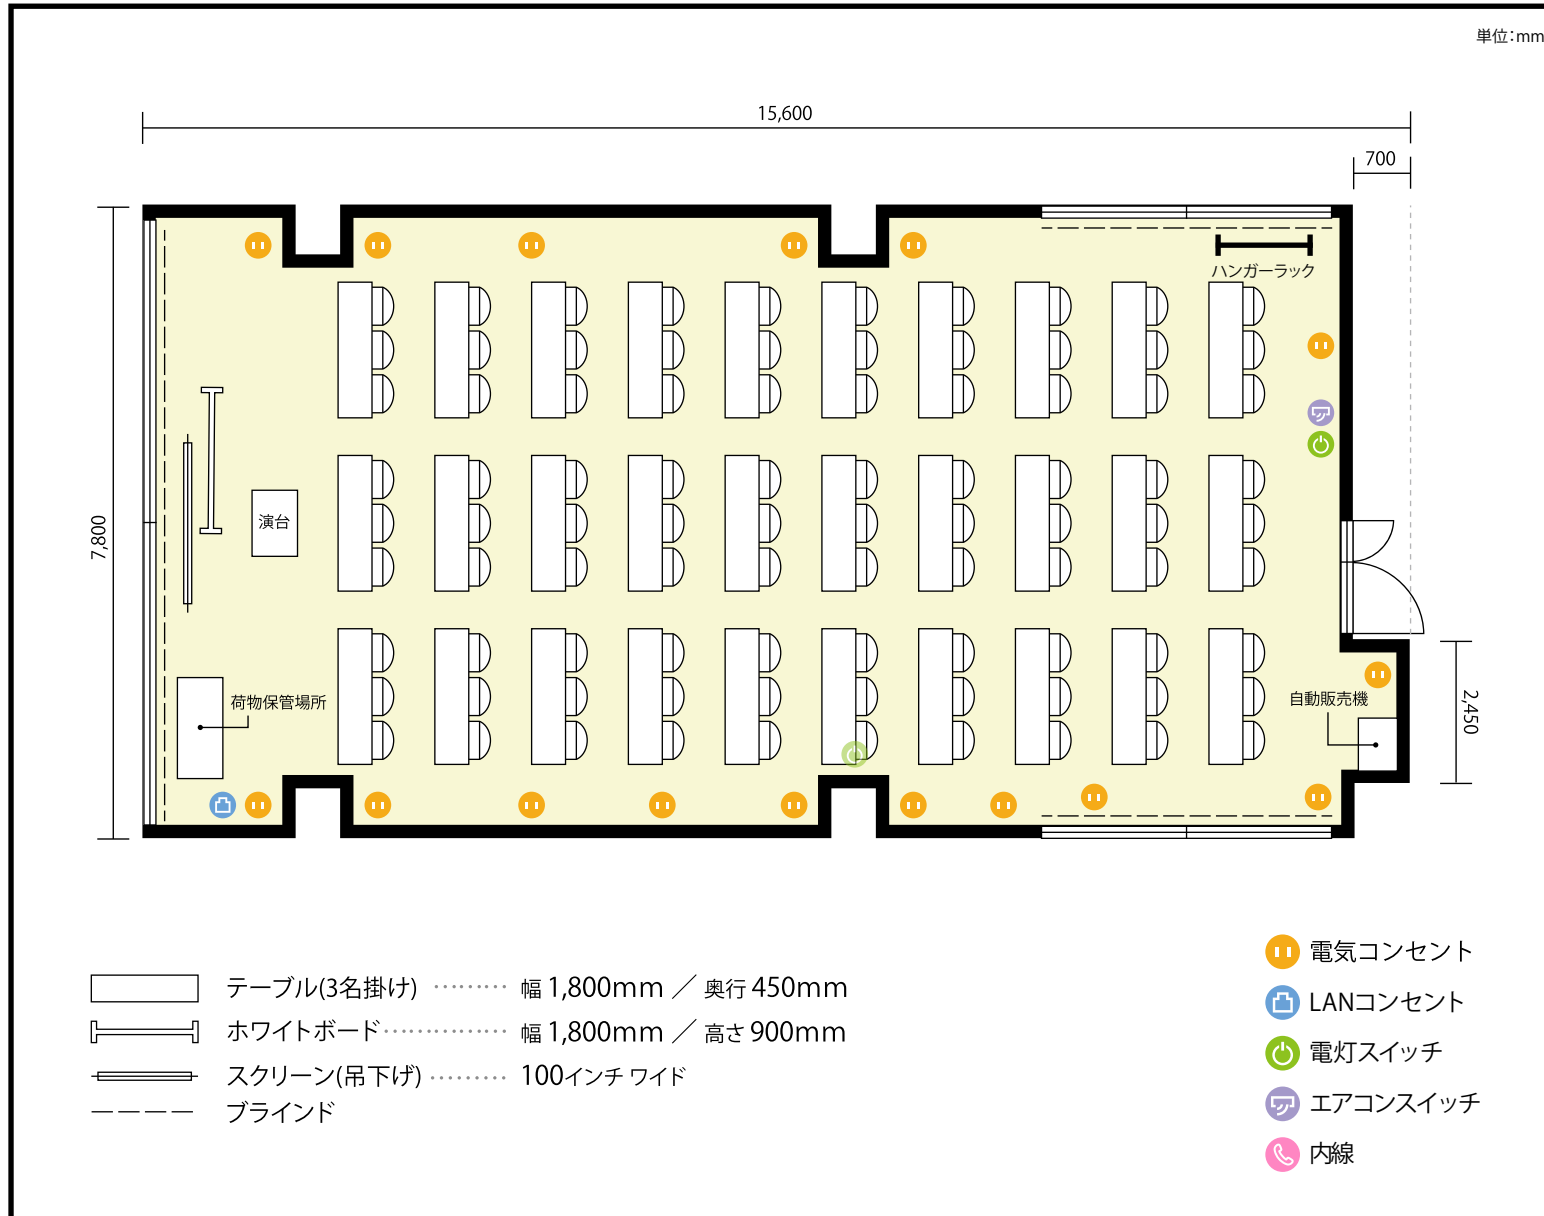 単位：mm
15,600
700
ハンガーラック
7,800
演台
荷物保管場所
自動販売機
2,450
テーブル(3名掛け) ········· 幅 1,800mm ／ 奥行 450mm
ホワイトボード ··············· 幅 1,800mm ／ 高さ 900mm
スクリーン(吊下げ) ········· 100インチ ワイド
ブラインド
電気コンセント
LANコンセント
電灯スイッチ
エアコンスイッチ
内線